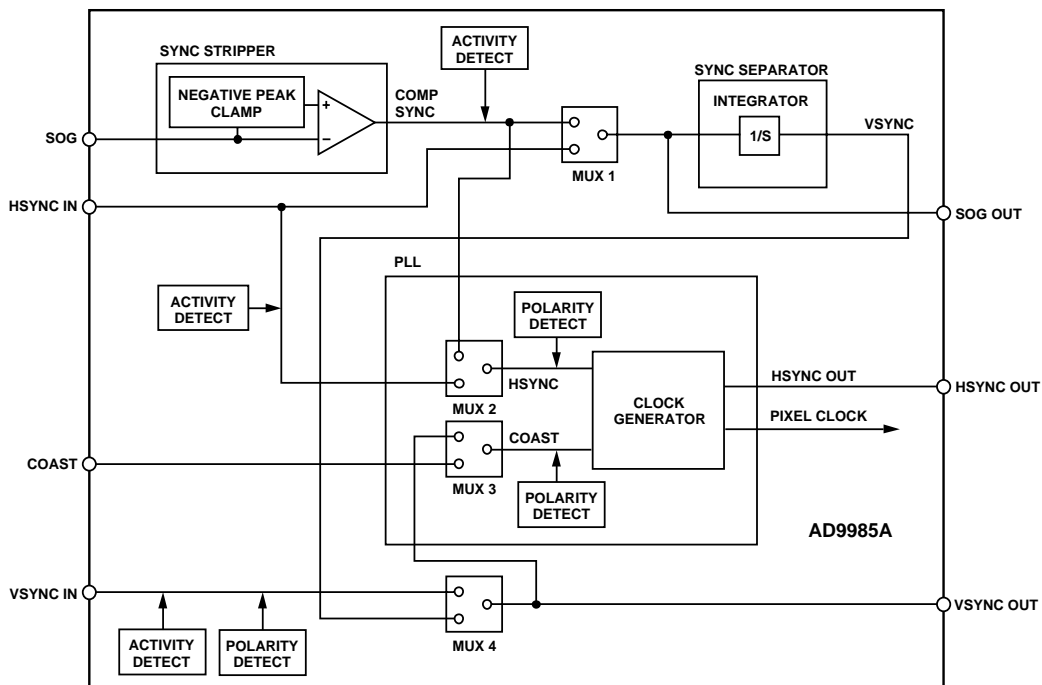 SYNC STRIPPER
ACTIVITY
DETECT
SYNC SEPARATOR
NEGATIVE PEAK
CLAMP
+
−
COMP
SYNC
INTEGRATOR
1/S
VSYNC
SOG
MUX 1
HSYNC IN
SOG OUT
PLL
ACTIVITY
DETECT
POLARITY
DETECT
HSYNC
MUX 2
CLOCK
GENERATOR
HSYNC OUT
HSYNC OUT
PIXEL CLOCK
COAST
COAST
MUX 3
POLARITY
DETECT
AD9985A
VSYNC IN
VSYNC OUT
ACTIVITY
DETECT
POLARITY
DETECT
MUX 4